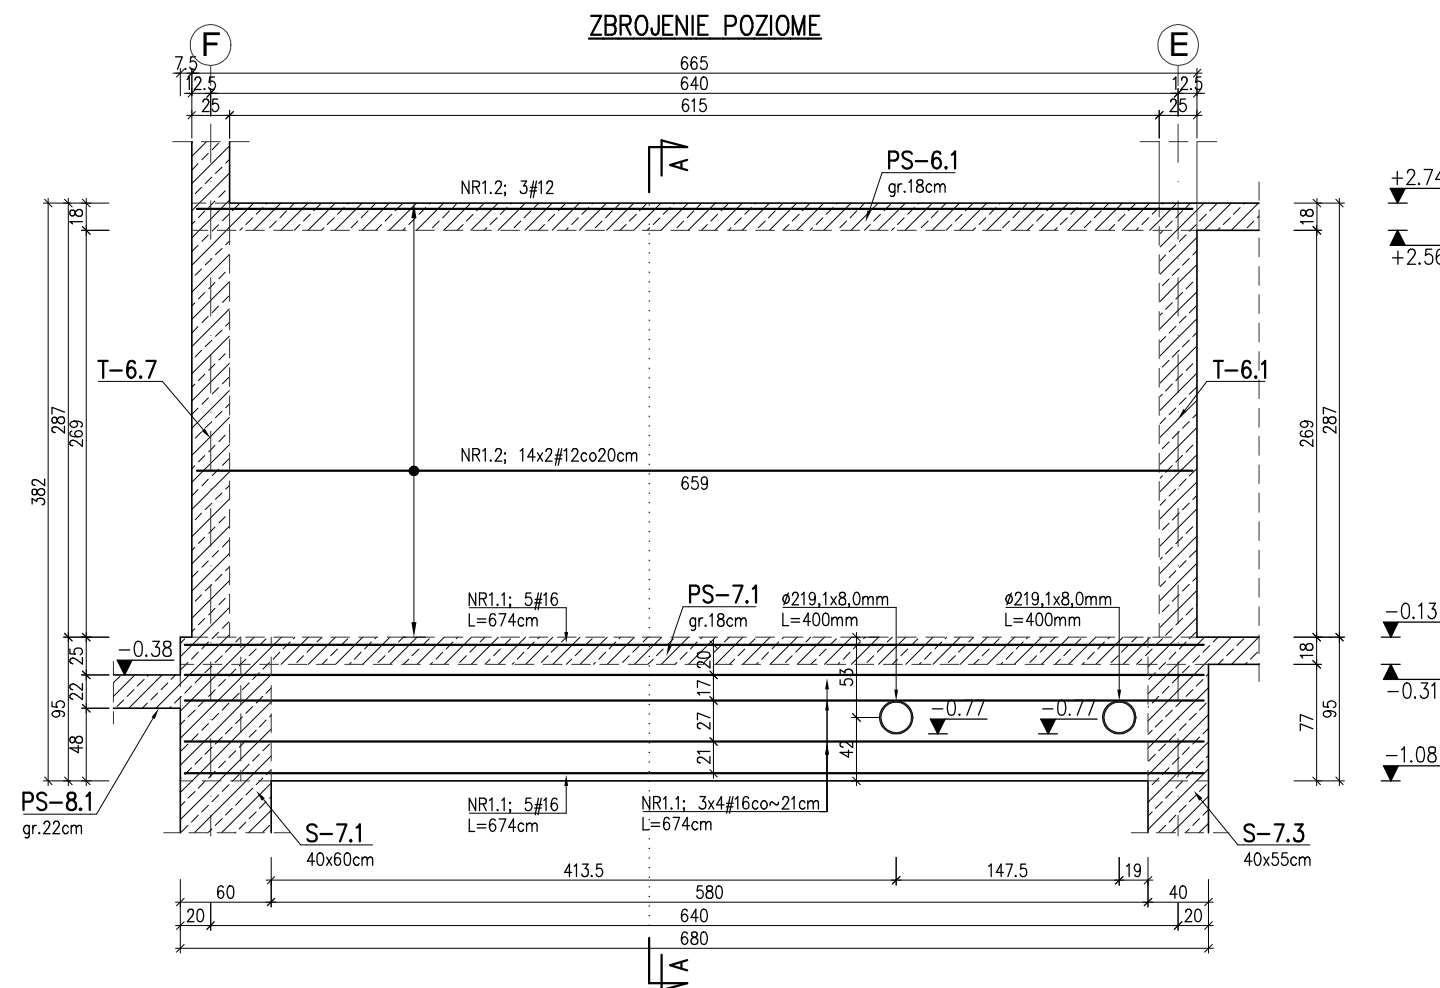 ZBROJENIE POZIOME
F
E
7.5
665
12.5
640
12.5
25
615
25
A
PS-6.1
gr.18cm
NR1.2; 3#12
+2.74
+2.56
18
18
T-6.7
T-6.1
382
287
269
269
287
NR1.2; 14x2#12co20cm
659
NR1.1; 5#16
L=674cm
PS-7.1
gr.18cm
ø219,1x8,0mm
L=400mm
ø219,1x8,0mm
L=400mm
-0.13
-0.31
-0.38
25
22
48
95
20
17
27
21
53
42
-0.77
-0.77
18
77
95
-1.08
PS-8.1
gr.22cm
NR1.1; 5#16
L=674cm
NR1.1; 3x4#16co~21cm
L=674cm
S-7.1
40x60cm
S-7.3
40x55cm
413.5
147.5
19
60
580
40
20
640
20
680
A